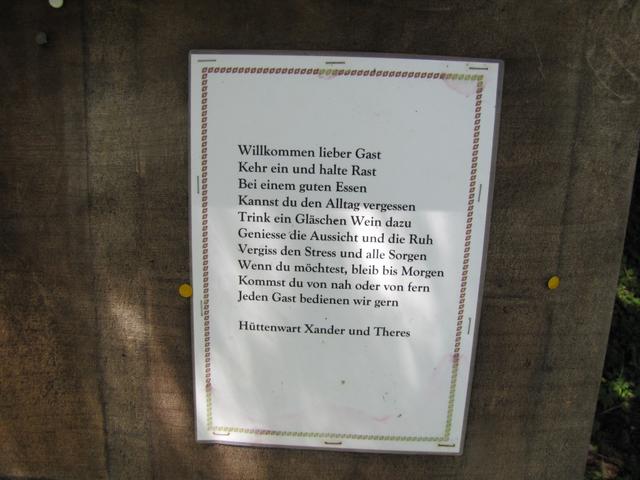 Willkommen lieber Gast
Kehr ein und halte Rast
Bei einem guten Essen
Kannst du den Alltag vergessen
Trink ein Gläschen Wein dazu
Geniesse die Aussicht und die Ruh
Vergiss den Stress und alle Sorgen
Wenn du möchtest, bleib bis Morgen
Kommst du von nah oder von fern
Jeden Gast bedienen wir gern
Hüttenwart Xander und Theres